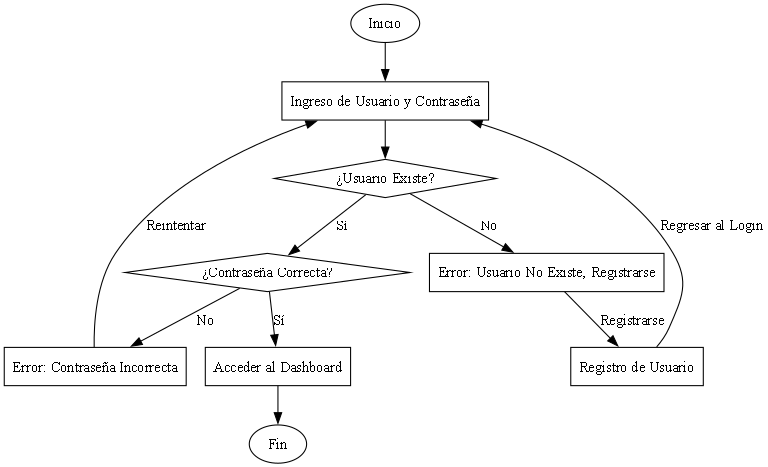 Inicio
Ingreso de Usuario y Contraseña
¿Usuario Existe?
Reintentar
Sí
No
Regresar al Login
¿Contraseña Correcta?
Error: Usuario No Existe, Registrarse
No
Sí
Registrarse
Error: Contraseña Incorrecta
Acceder al Dashboard
Registro de Usuario
Fin